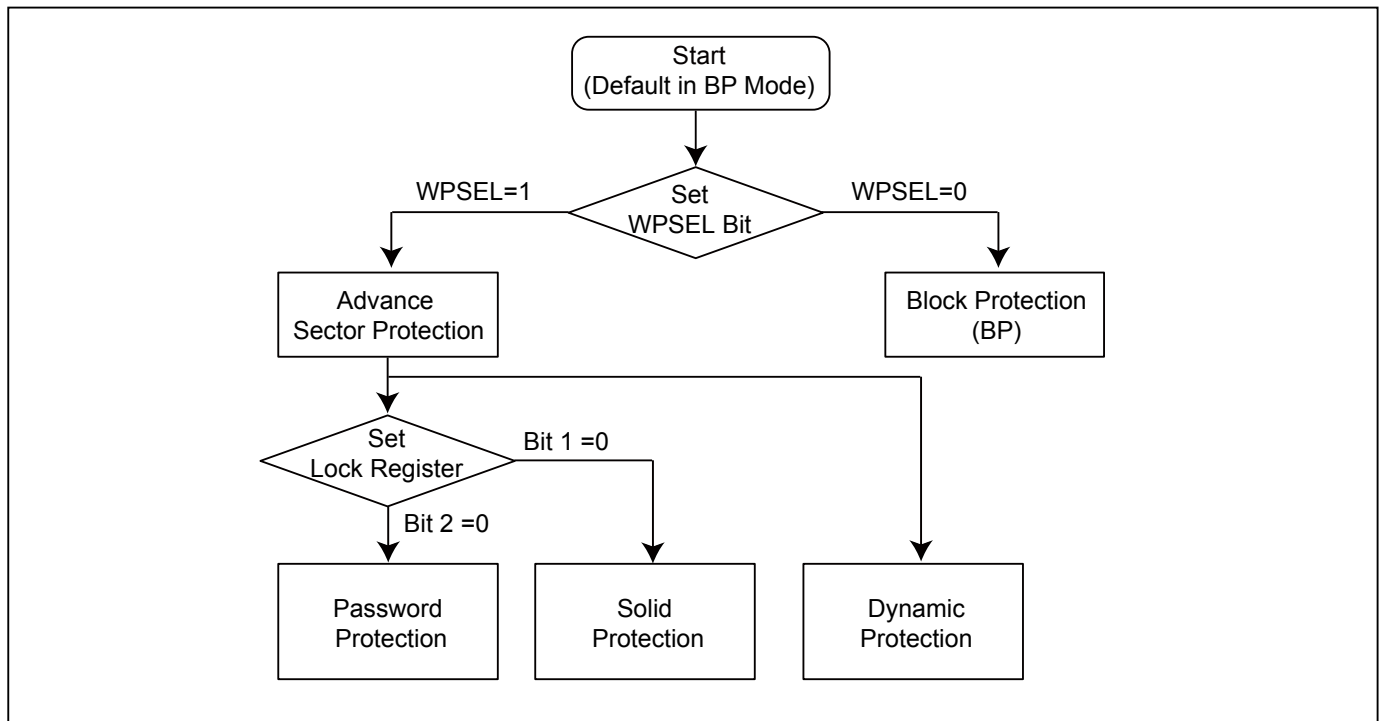 Start
(Default in BP Mode)
WPSEL=1
Set
WPSEL Bit
WPSEL=0
Advance
Sector Protection
Block Protection
(BP)
Set
Lock Register
Bit 1 =0
Bit 2 =0
Password
Protection
Solid
Protection
Dynamic
Protection